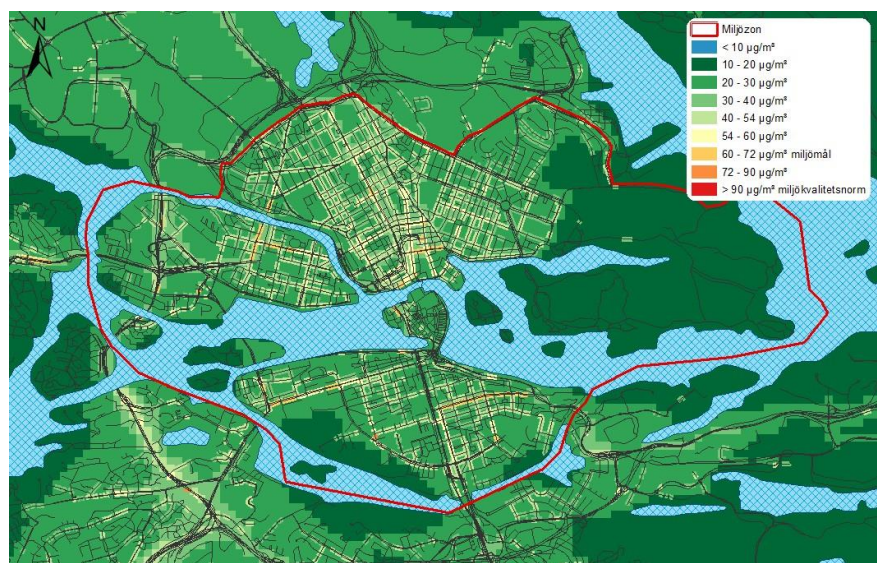 N
Miljözon
< 10 µg/m³
10 - 20 µg/m³
20 - 30 µg/m³
30 - 40 µg/m³
40 - 54 µg/m³
54 - 60 µg/m³
60 - 72 µg/m³ miljömål
72 - 90 µg/m³
> 90 µg/m³ miljökvalitetsnorm